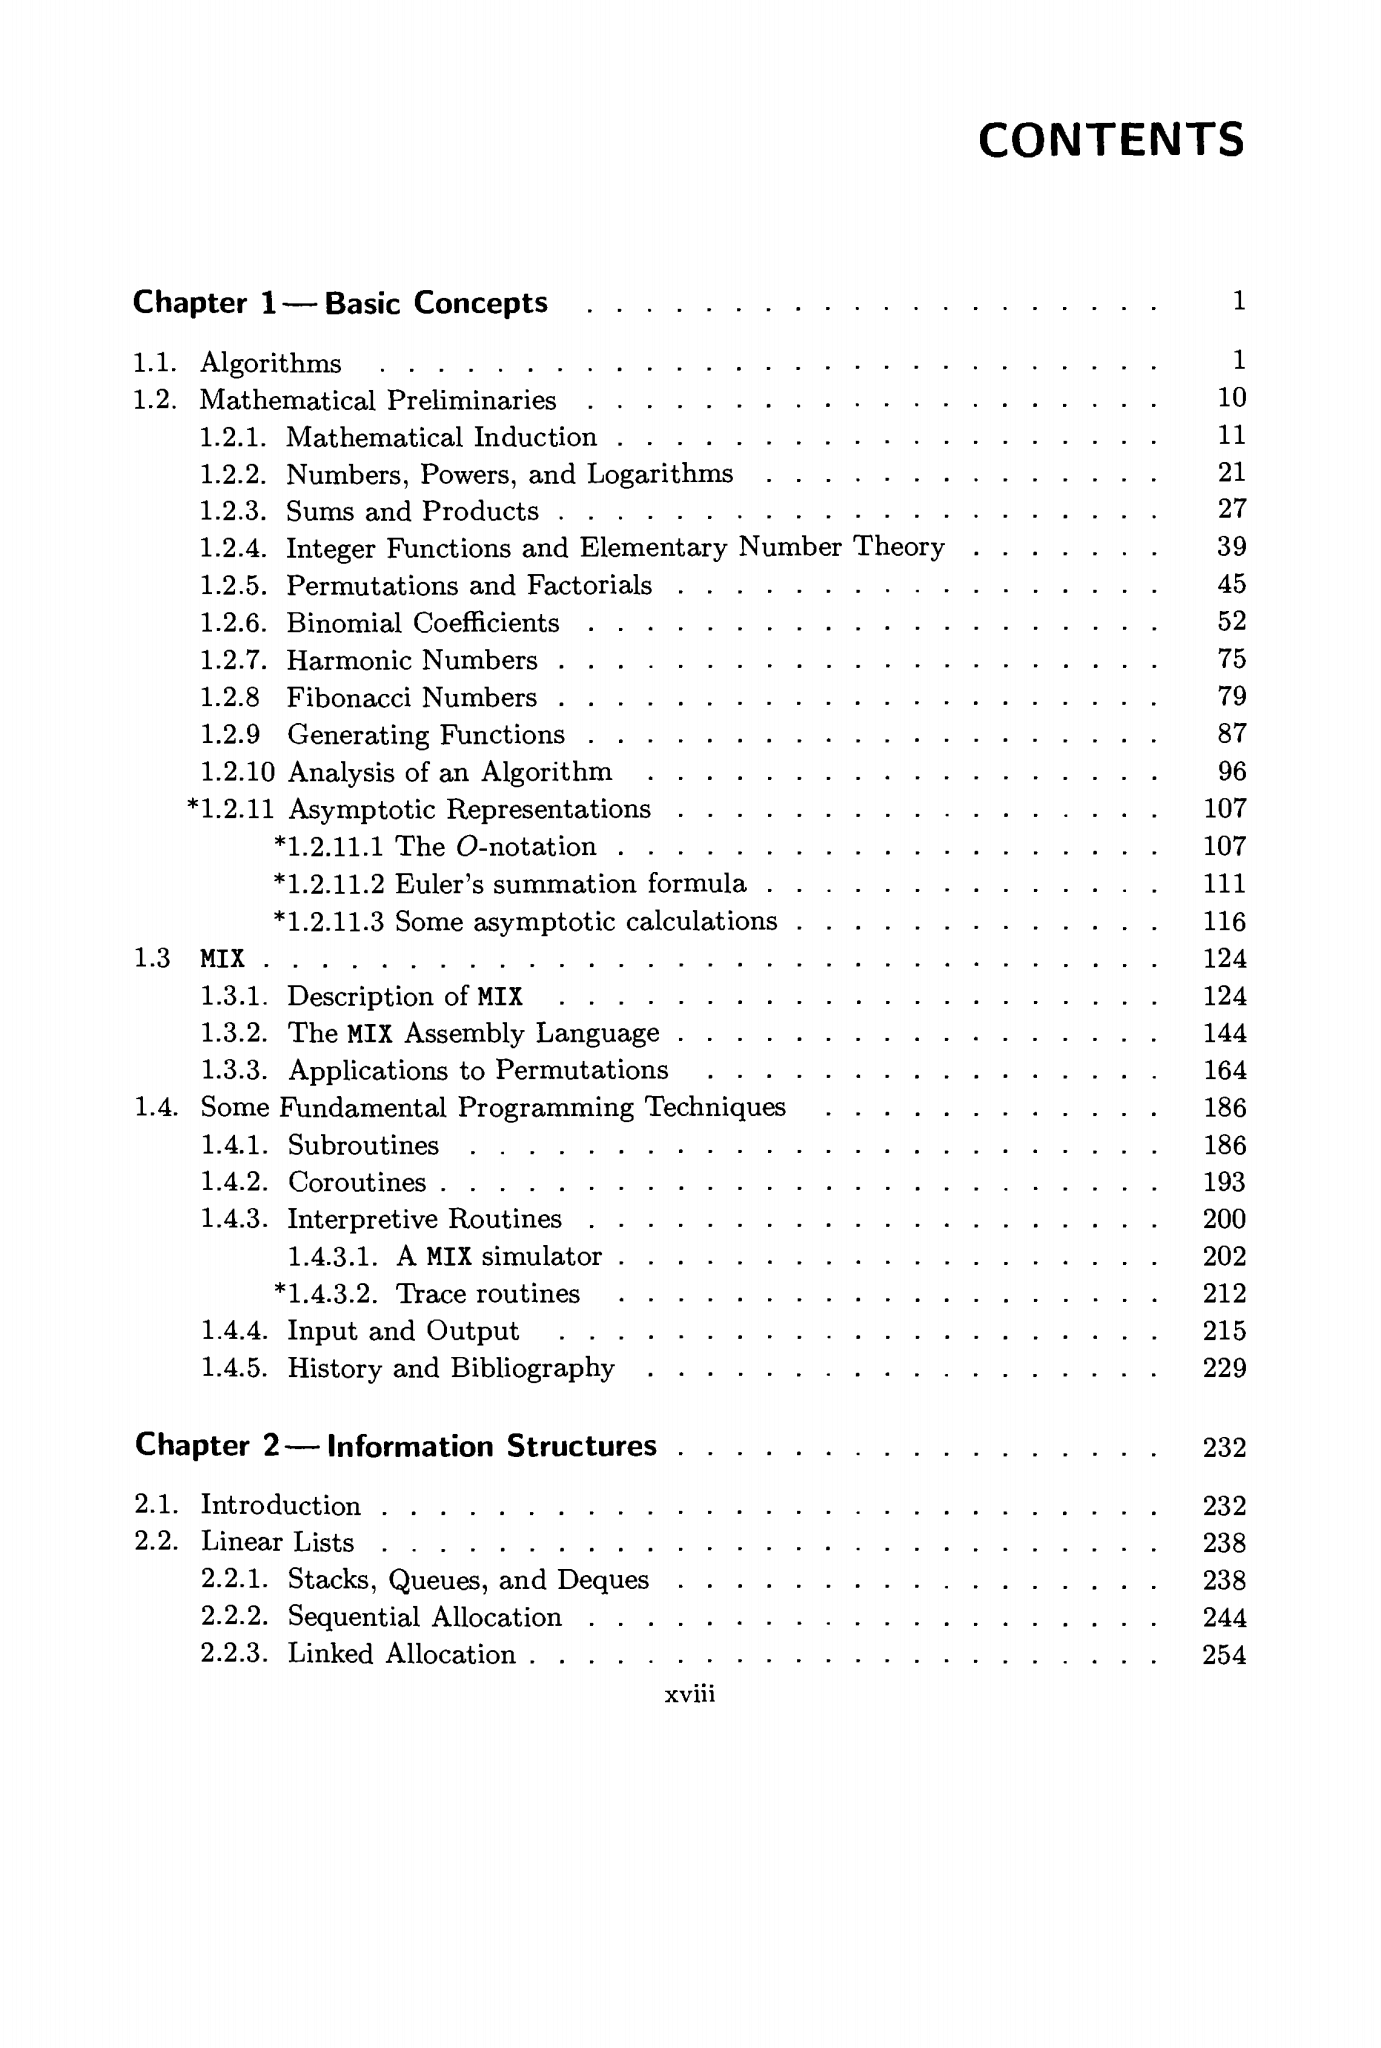 CONTENTS
Chapter 1 — Basic Concepts . . . . . . . . . . . . . . . . . . . . 1
1.1. Algorithms . . . . . . . . . . . . . . . . . . . . . . . . . . . 1
1.2. Mathematical Preliminaries . . . . . . . . . . . . . . . . . . . . 10
1.2.1. Mathematical Induction . . . . . . . . . . . . . . . . . . . 11
1.2.2. Numbers, Powers, and Logarithms . . . . . . . . . . . . . . 21
1.2.3. Sums and Products . . . . . . . . . . . . . . . . . . . . . 27
1.2.4. Integer Functions and Elementary Number Theory . . . . . . . 39
1.2.5. Permutations and Factorials . . . . . . . . . . . . . . . . . 45
1.2.6. Binomial Coefficients . . . . . . . . . . . . . . . . . . . . 52
1.2.7. Harmonic Numbers . . . . . . . . . . . . . . . . . . . . . 75
1.2.8 Fibonacci Numbers . . . . . . . . . . . . . . . . . . . . . 79
1.2.9 Generating Functions . . . . . . . . . . . . . . . . . . . . 87
1.2.10 Analysis of an Algorithm . . . . . . . . . . . . . . . . . . 96
*1.2.11 Asymptotic Representations . . . . . . . . . . . . . . . . . 107
*1.2.11.1 The O-notation . . . . . . . . . . . . . . . . . . . 107
*1.2.11.2 Euler's summation formula . . . . . . . . . . . . . . 111
*1.2.11.3 Some asymptotic calculations . . . . . . . . . . . . . 116
1.3 MIX . . . . . . . . . . . . . . . . . . . . . . . . . . . . . . . 124
1.3.1. Description of MIX . . . . . . . . . . . . . . . . . . . . . 124
1.3.2. The MIX Assembly Language . . . . . . . . . . . . . . . . . 144
1.3.3. Applications to Permutations . . . . . . . . . . . . . . . . 164
1.4. Some Fundamental Programming Techniques . . . . . . . . . . . . 186
1.4.1. Subroutines . . . . . . . . . . . . . . . . . . . . . . . . 186
1.4.2. Coroutines . . . . . . . . . . . . . . . . . . . . . . . . . 193
1.4.3. Interpretive Routines . . . . . . . . . . . . . . . . . . . . 200
1.4.3.1. A MIX simulator . . . . . . . . . . . . . . . . . . . 202
*1.4.3.2. Trace routines . . . . . . . . . . . . . . . . . . . 212
1.4.4. Input and Output . . . . . . . . . . . . . . . . . . . . . 215
1.4.5. History and Bibliography . . . . . . . . . . . . . . . . . . 229
Chapter 2 — Information Structures . . . . . . . . . . . . . . . . . 232
2.1. Introduction . . . . . . . . . . . . . . . . . . . . . . . . . . . 232
2.2. Linear Lists . . . . . . . . . . . . . . . . . . . . . . . . . . . 238
2.2.1. Stacks, Queues, and Deques . . . . . . . . . . . . . . . . . 238
2.2.2. Sequential Allocation . . . . . . . . . . . . . . . . . . . . 244
2.2.3. Linked Allocation . . . . . . . . . . . . . . . . . . . . . . 254
xviii